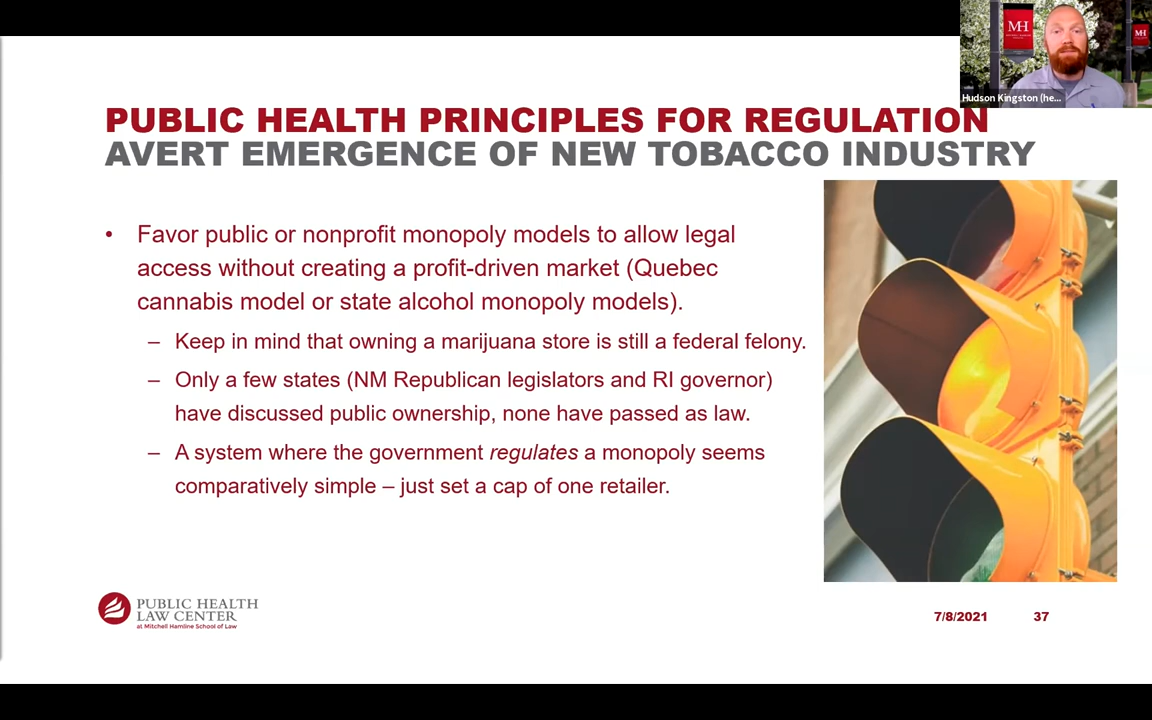 MH
MH
Hudson Kingston (he...
PUBLIC HEALTH PRINCIPLES FOR REGULATION
AVERT EMERGENCE OF NEW TOBACCO INDUSTRY
• Favor public or nonprofit monopoly models to allow legal
access without creating a profit-driven market (Quebec
cannabis model or state alcohol monopoly models).
– Keep in mind that owning a marijuana store is still a federal felony.
– Only a few states (NM Republican legislators and RI governor)
have discussed public ownership, none have passed as law.
– A system where the government regulates a monopoly seems
comparatively simple – just set a cap of one retailer.
PUBLIC HEALTH
LAW CENTER
at Mitchell Hamline School of Law
7/8/2021 37